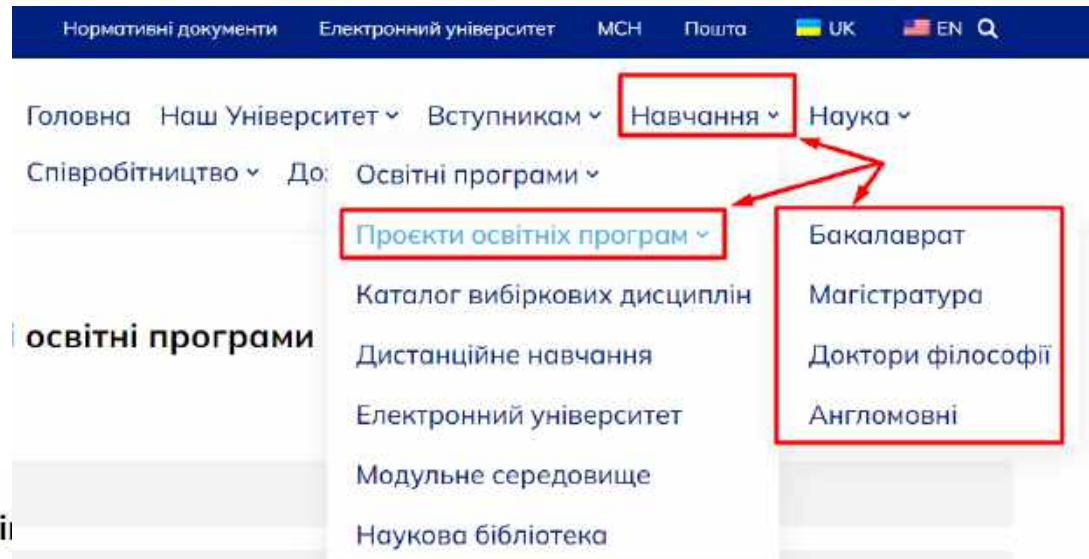 Нормативні документи Електронний університет МСН Пошта UK EN
Головна Наш Університет Вступникам Навчання Наука
Співробітництво До
Освітні програми
Проєкти освітніх програм Бакалаврат
Каталог вибіркових дисциплін Магістратура
освітні програми
Дистанційне навчання Доктори філософії
Електронний університет Англомовні
Модульне середовище
Наукова бібліотека